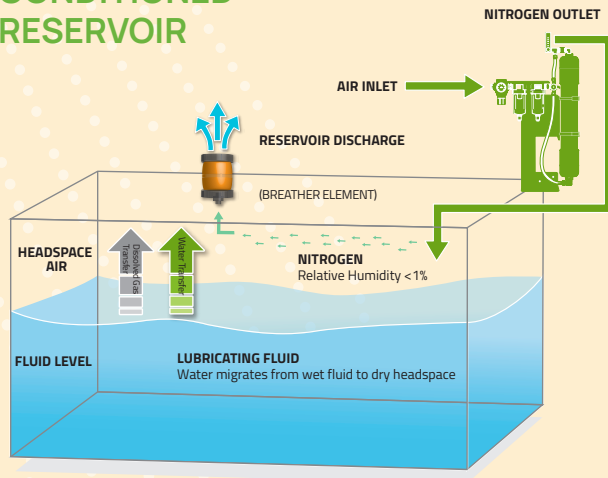 CONDITIONED
RESERVOIR
NITROGEN OUTLET
AIR INLET
RESERVOIR DISCHARGE
(BREATHER ELEMENT)
HEADSPACE
AIR
Dissolved Gas
Transfer
Water Transfer
NITROGEN
Relative Humidity <1%
FLUID LEVEL
LUBRICATING FLUID
Water migrates from wet fluid to dry headspace